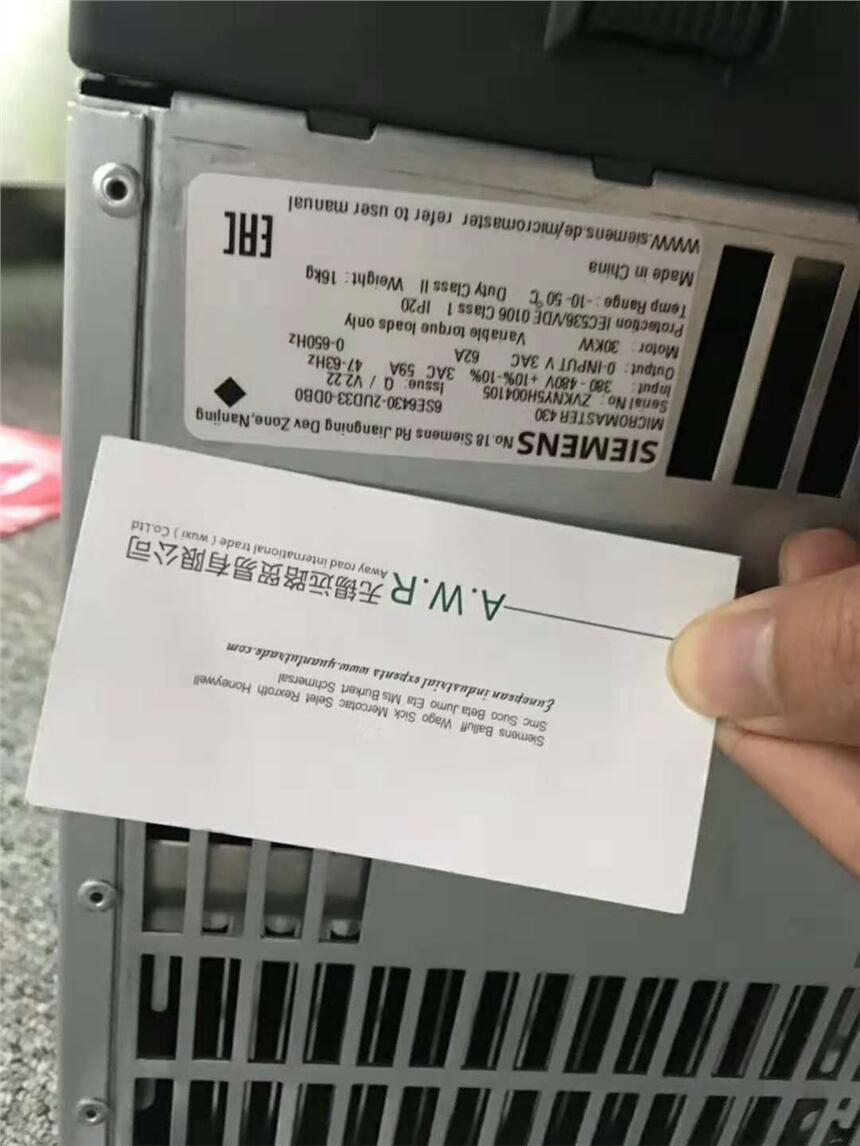 SIEMENS No.18 Siemens Rd Jiangning Dev Zone,Nanjing
MICROMASTER 430 6SE6430-2UD33-0DB0
Serial No: ZVKNY5H004105 Issue: Q / V2.22
Input: 380 - 480V +10%-10% 3AC 59A 47-63Hz
Output: 0-INPUT V 3AC 62A 0-650Hz
Motor: 30KW Variable torque loads only
Protection IEC536/VDE 0106 Class 1 IP20
Temp Range: -10- 50℃ Duty Class II Weight: 16kg
Made in China
WWW.siemens.de/micromaster refer to user manual
EAC
A.W.R 无锡远路贸易有限公司
Away road international trade ( wuxi ) Co.Ltd
European industrial expents www.yuanlutrade.com
Smc Suco Beta Jumo Eta Mts Burkert Schmersal
Siemens Balluff Wago Sick Mercotac Selet Rexroth Honeywell